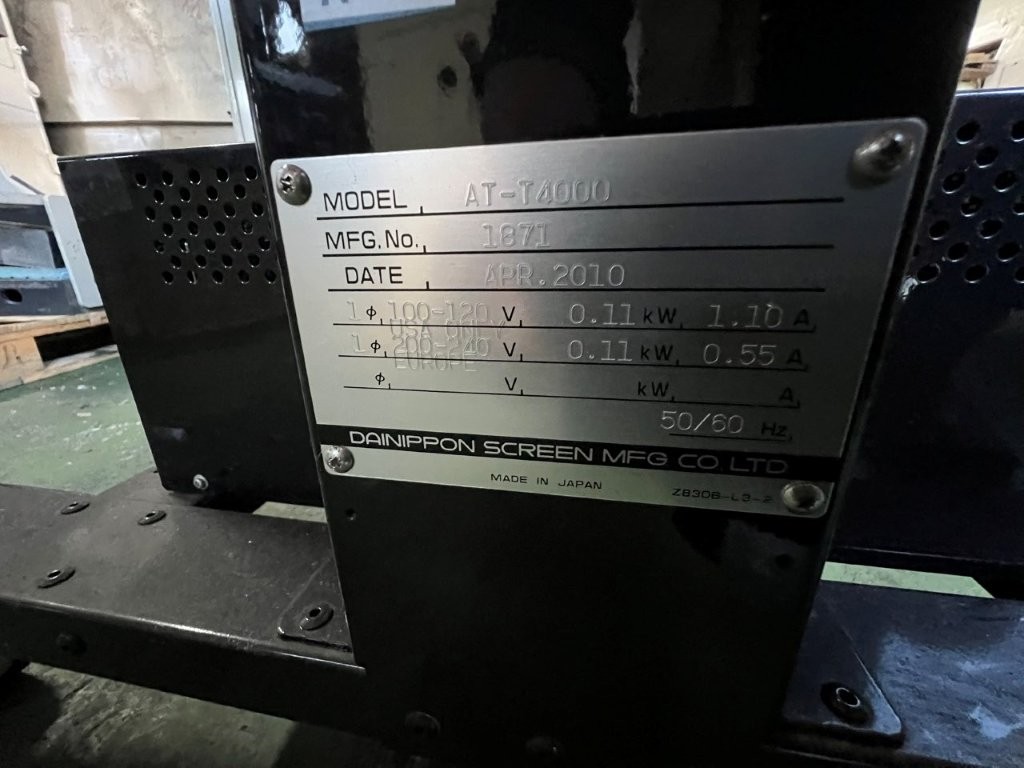 MODEL AT-T4000
MFG.No. 1871
DATE APR.2010
1 φ 100-120 V 0.11 kW 1.10 A
USA ONLY
1 φ 200-240 V 0.11 kW 0.55 A
EUROPE
φ V kW A
50/60 Hz
DAINIPPON SCREEN MFG CO LTD
MADE IN JAPAN Z830B-L3-2